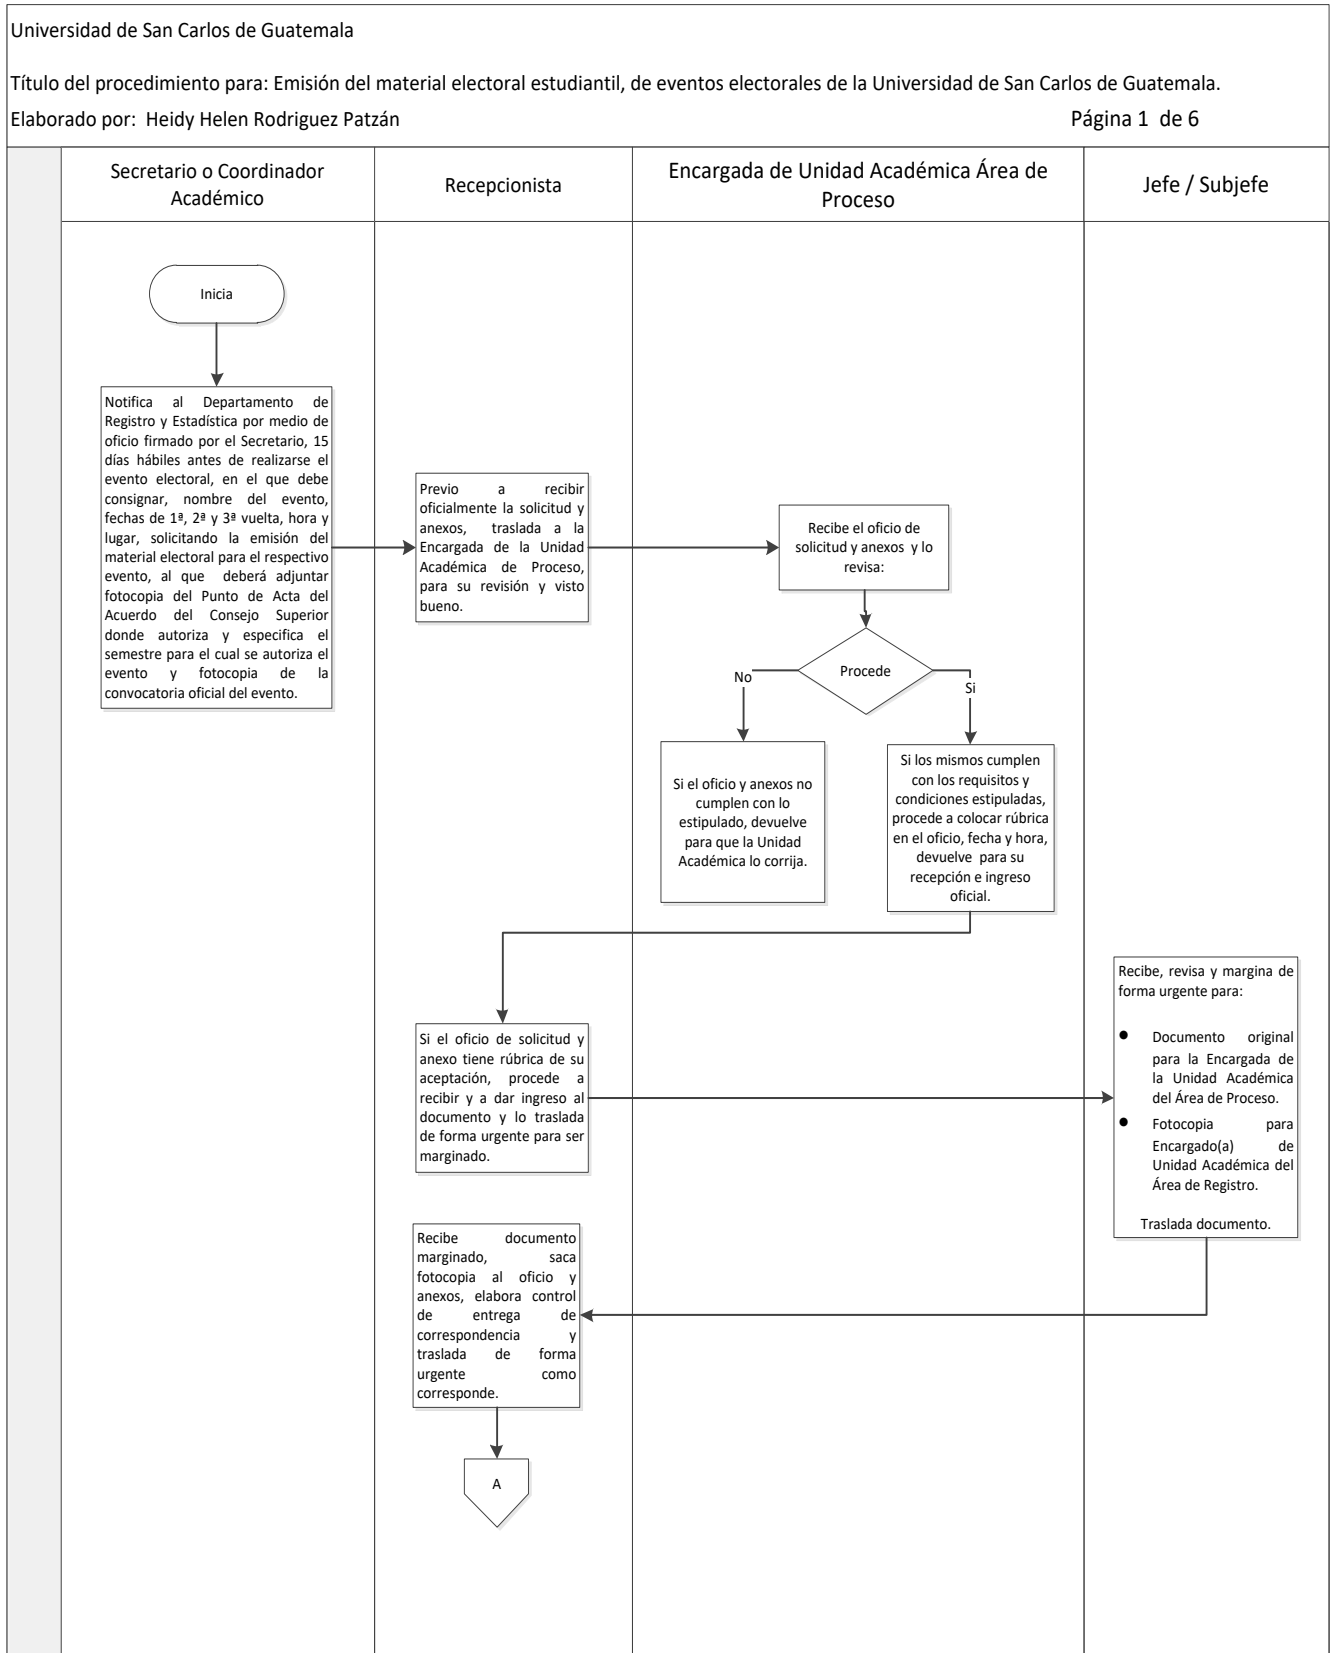 Universidad de San Carlos de Guatemala
Título del procedimiento para: Emisión del material electoral estudiantil, de eventos electorales de la Universidad de San Carlos de Guatemala.
Elaborado por: Heidy Helen Rodriguez Patzán
Página 1 de 6
Secretario o Coordinador
Académico
Recepcionista
Encargada de Unidad Académica Área de
Proceso
Jefe / Subjefe
Inicia
Notifica al Departamento de
Registro y Estadística por medio de
oficio firmado por el Secretario, 15
días hábiles antes de realizarse el
evento electoral, en el que debe
consignar, nombre del evento,
fechas de 1ª, 2ª y 3ª vuelta, hora y
lugar, solicitando la emisión del
material electoral para el respectivo
evento, al que deberá adjuntar
fotocopia del Punto de Acta del
Acuerdo del Consejo Superior
donde autoriza y especifica el
semestre para el cual se autoriza el
evento y fotocopia de la
convocatoria oficial del evento.
Previo a recibir
oficialmente la solicitud y
anexos, traslada a la
Encargada de la Unidad
Académica de Proceso,
para su revisión y visto
bueno.
Recibe el oficio de
solicitud y anexos y lo
revisa:
Procede
No
Si
Si el oficio y anexos no
cumplen con lo
estipulado, devuelve
para que la Unidad
Académica lo corrija.
Si los mismos cumplen
con los requisitos y
condiciones estipuladas,
procede a colocar rúbrica
en el oficio, fecha y hora,
devuelve para su
recepción e ingreso
oficial.
Si el oficio de solicitud y
anexo tiene rúbrica de su
aceptación, procede a
recibir y a dar ingreso al
documento y lo traslada
de forma urgente para ser
marginado.
Recibe, revisa y margina de
forma urgente para:
● Documento original
para la Encargada de
la Unidad Académica
del Área de Proceso.
● Fotocopia para
Encargado(a) de
Unidad Académica del
Área de Registro.
Traslada documento.
Recibe documento
marginado, saca
fotocopia al oficio y
anexos, elabora control
de entrega de
correspondencia y
traslada de forma
urgente como
corresponde.
A